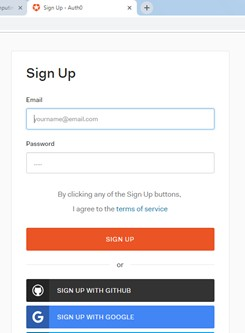 Sign Up - Auth0
Sign Up
Email
yourname@email.com
Password
By clicking any of the Sign Up buttons,
I agree to the terms of service
SIGN UP
or
SIGN UP WITH GITHUB
SIGN UP WITH GOOGLE